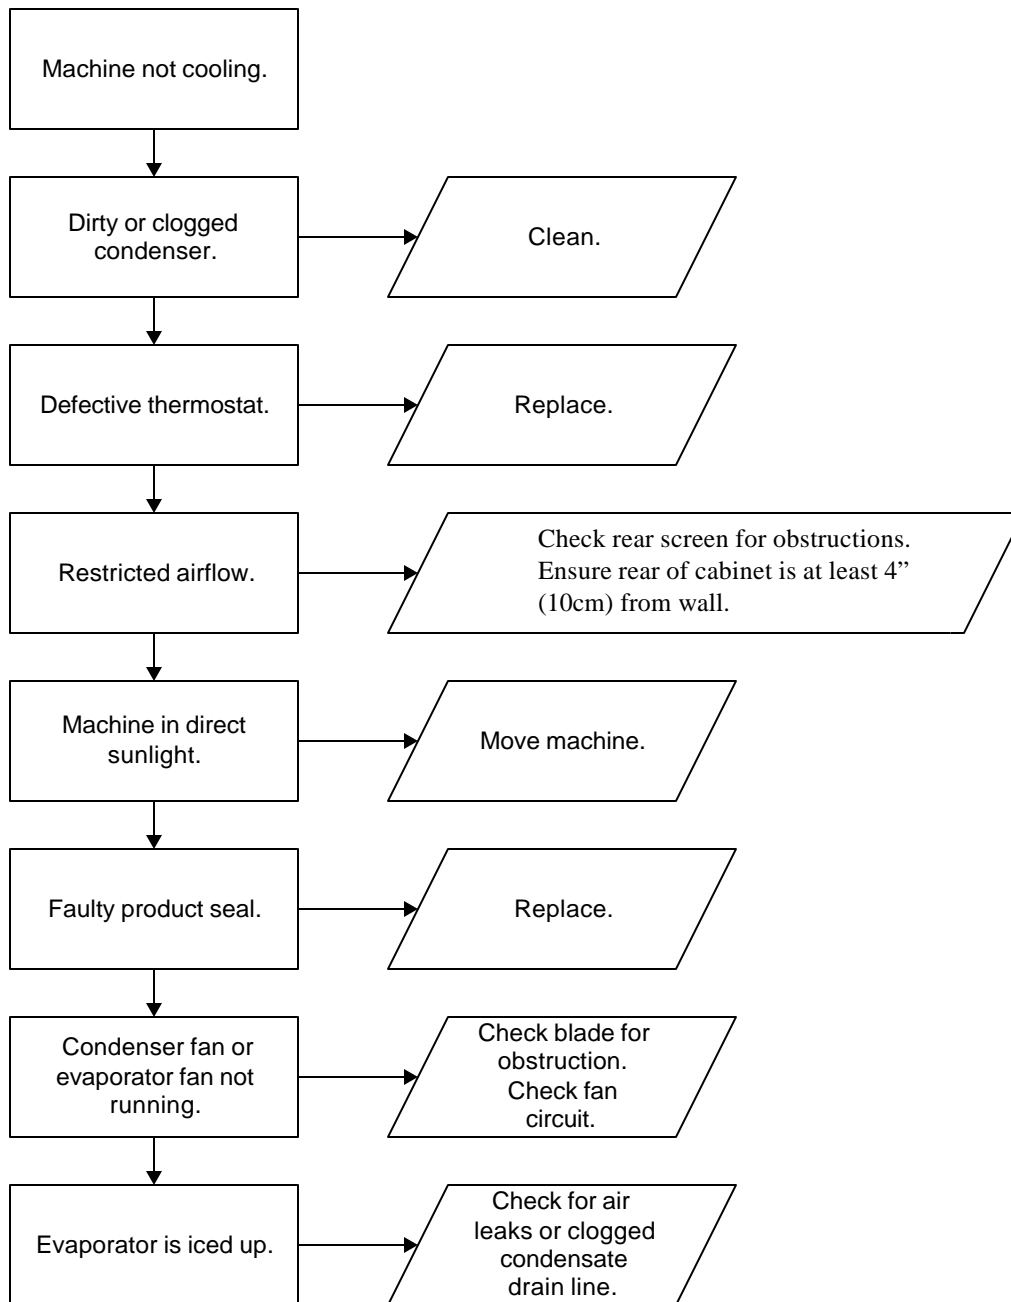 Machine not cooling.
Dirty or clogged
condenser.
Clean.
Defective thermostat.
Replace.
Restricted airflow.
Check rear screen for obstructions.
Ensure rear of cabinet is at least 4”
(10cm) from wall.
Machine in direct
sunlight.
Move machine.
Faulty product seal.
Replace.
Condenser fan or
evaporator fan not
running.
Check blade for
obstruction.
Check fan
circuit.
Evaporator is iced up.
Check for air
leaks or clogged
condensate
drain line.